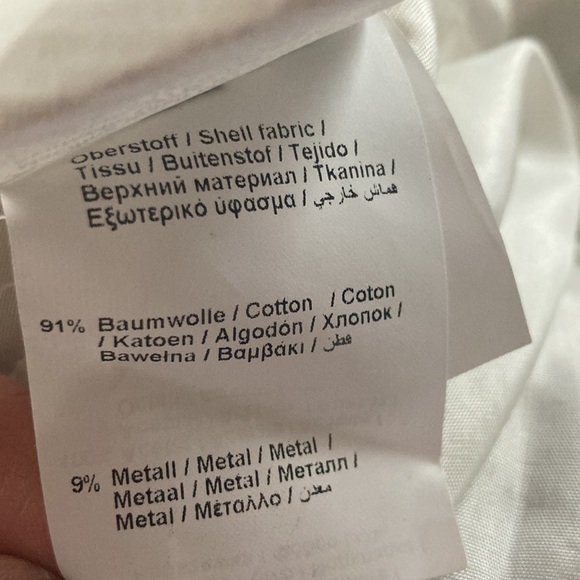 Oberstoff / Shell fabric /
Tissu / Buitenstof / Tejido /
Верхний материал / Tkanina /
Εξωτερικό ύφασμα / قماش خارجي
91% Baumwolle / Cotton / Coton
/ Katoen / Algodón / Хлопок /
Bawełna / Βαμβάκι / قطن
9% Metall / Metal / Métal /
Metaal / Metal / Металл /
Metal / Μέταλλο / معدن